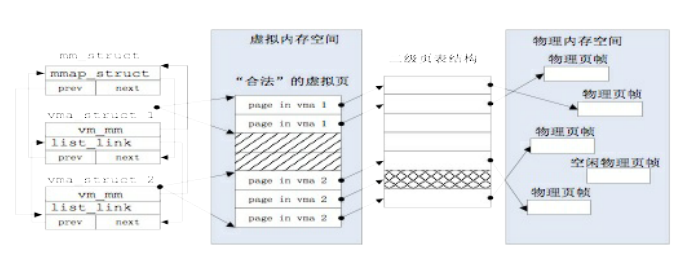 mm_struct
mmap_struct
prev next
vma_struct 1
vm_mm
list_link
prev next
vma_struct 2
vm_mm
list_link
prev next
虚拟内存空间
“合法”的虚拟页
page in vma 1
page in vma 1
page in vma 2
page in vma 2
page in vma 2
二级页表结构
物理内存空间
物理页帧
物理页帧
物理页帧
空闲物理页帧
物理页帧